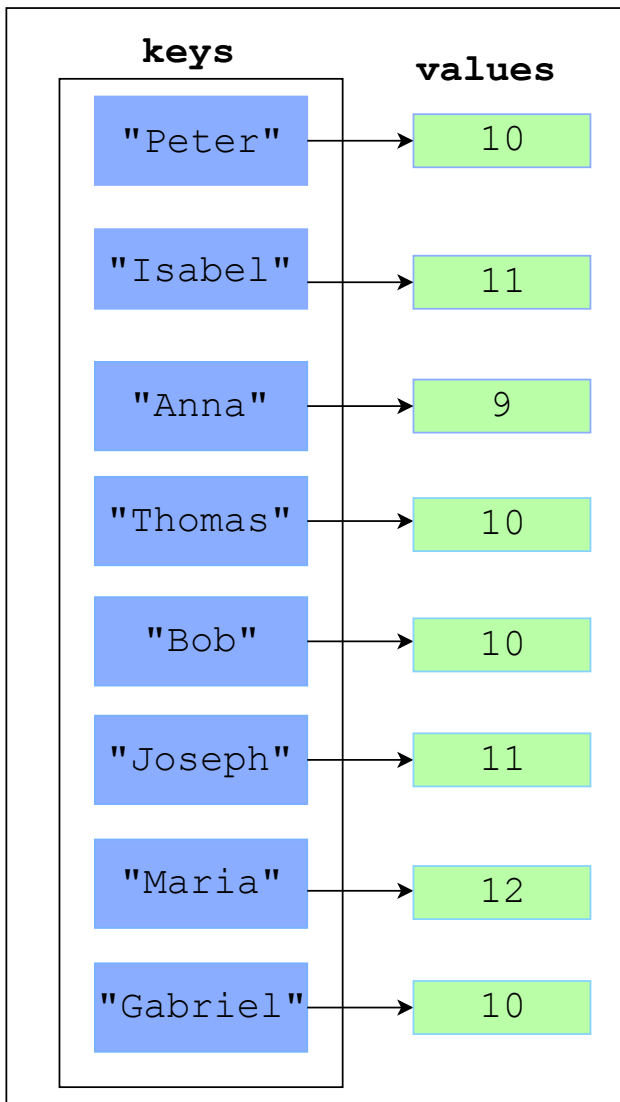 keys
values
"Peter" 10
"Isabel" 11
"Anna" 9
"Thomas" 10
"Bob" 10
"Joseph" 11
"Maria" 12
"Gabriel" 10